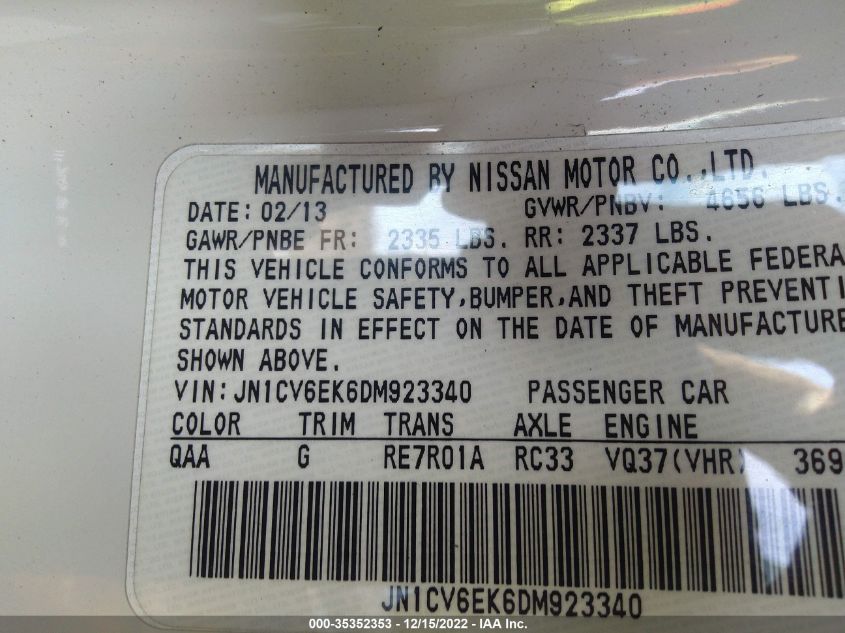 MANUFACTURED BY NISSAN MOTOR CO.,LTD.
DATE: 02/13 GVWR/PNBV: 4656 LBS.
GAWR/PNBE FR: 2335 LBS. RR: 2337 LBS.
THIS VEHICLE CONFORMS TO ALL APPLICABLE FEDERA
MOTOR VEHICLE SAFETY,BUMPER,AND THEFT PREVENTI
STANDARDS IN EFFECT ON THE DATE OF MANUFACTURE
SHOWN ABOVE.
VIN:JN1CV6EK6DM923340 PASSENGER CAR
COLOR TRIM TRANS AXLE ENGINE
QAA G RE7R01A RC33 VQ37(VHR) 369
JN1CV6EK6DM923340
000-35352353 - 12/15/2022 - IAA Inc.